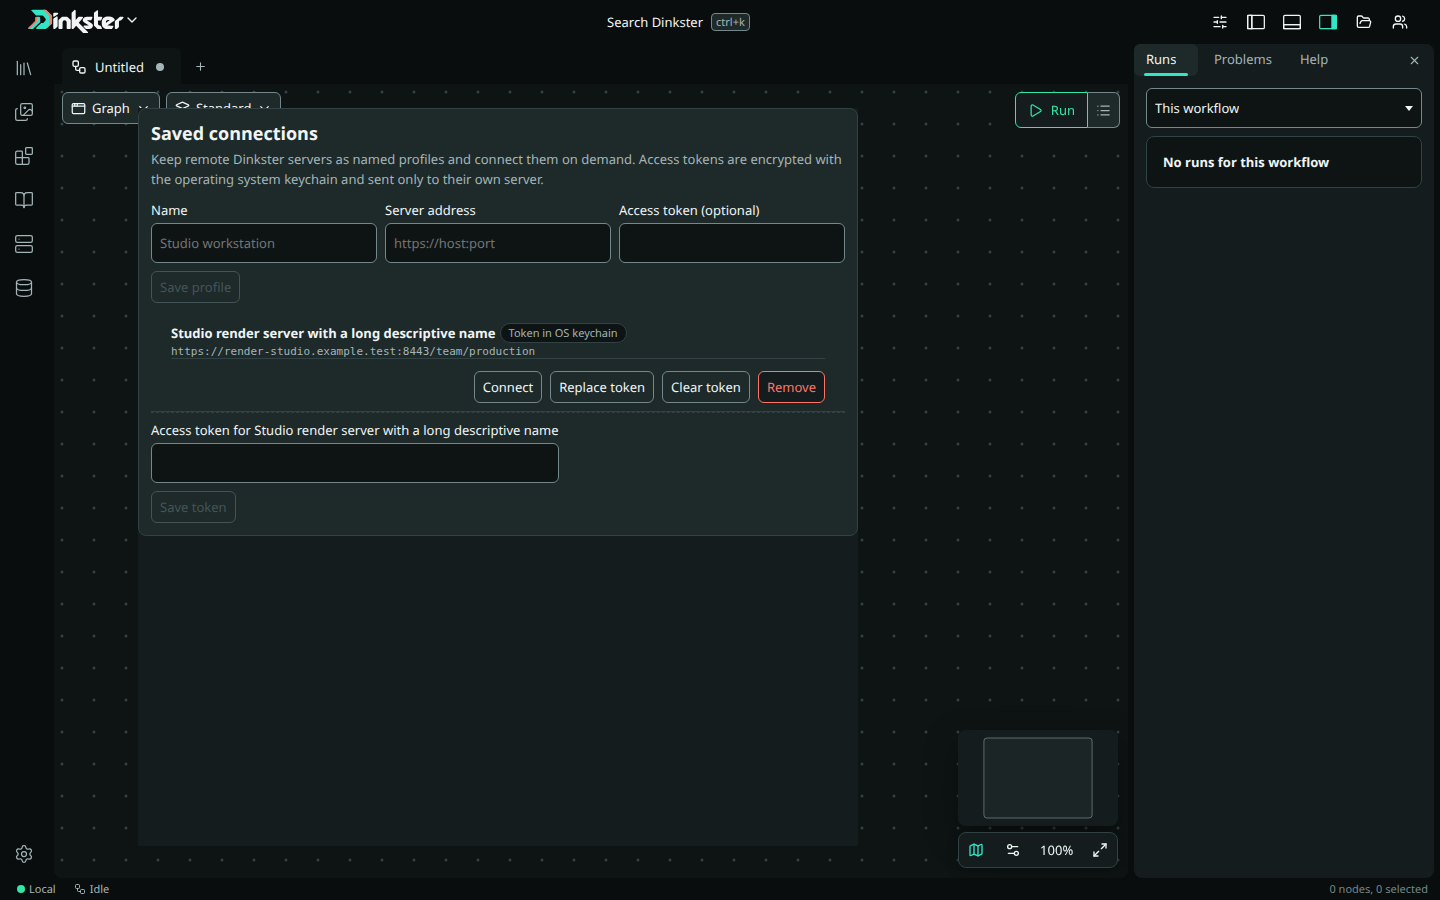 Dinkster
Search Dinkster ctrl+k
Untitled
Graph
Standard
Run
Saved connections
Keep remote Dinkster servers as named profiles and connect them on demand. Access tokens are encrypted with
the operating system keychain and sent only to their own server.
Name
Server address
Access token (optional)
Studio workstation
https://host:port
Save profile
Studio render server with a long descriptive name Token in OS keychain
https://render-studio.example.test:8443/team/production
Connect
Replace token
Clear token
Remove
Access token for Studio render server with a long descriptive name
Save token
Runs
Problems
Help
This workflow
No runs for this workflow
100%
Local
Idle
0 nodes, 0 selected